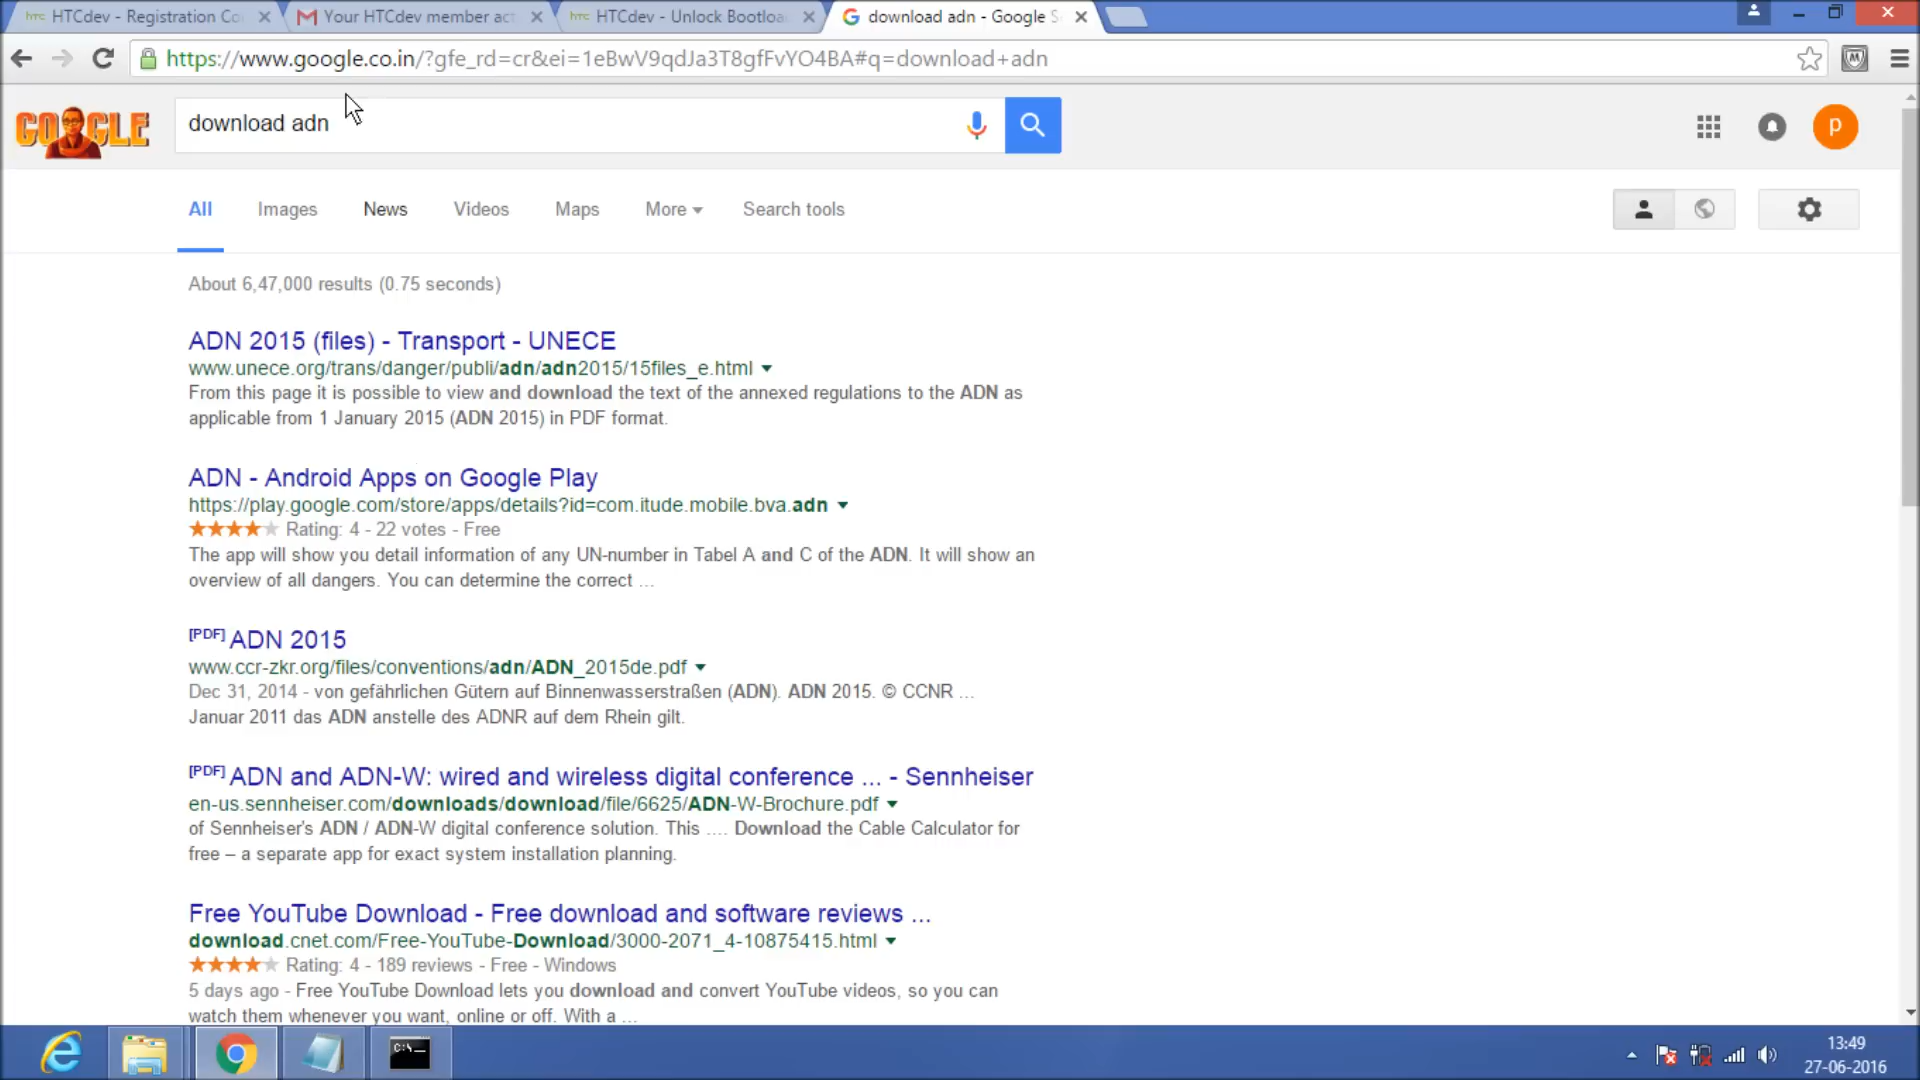 HTCdev - Registration Co
Your HTCdev member act
HTCdev - Unlock Bootloa
download adn - Google S
https://www.google.co.in/?gfe_rd=cr&ei=1eBwV9qdJa3T8gfFvYO4BA#q=download+adn
GOOGLE
download adn
p
All
Images
News
Videos
Maps
More
Search tools
About 6,47,000 results (0.75 seconds)
ADN 2015 (files) - Transport - UNECE
www.unece.org/trans/danger/publi/adn/adn2015/15files_e.html
From this page it is possible to view and download the text of the annexed regulations to the ADN as
applicable from 1 January 2015 (ADN 2015) in PDF format.
ADN - Android Apps on Google Play
https://play.google.com/store/apps/details?id=com.itude.mobile.bva.adn
Rating: 4 - 22 votes - Free
The app will show you detail information of any UN-number in Tabel A and C of the ADN. It will show an
overview of all dangers. You can determine the correct ...
[PDF] ADN 2015
www.ccr-zkr.org/files/conventions/adn/ADN_2015de.pdf
Dec 31, 2014 - von gefährlichen Gütern auf Binnenwasserstraßen (ADN). ADN 2015. © CCNR ...
Januar 2011 das ADN anstelle des ADNR auf dem Rhein gilt.
[PDF] ADN and ADN-W: wired and wireless digital conference ... - Sennheiser
en-us.sennheiser.com/downloads/download/file/6625/ADN-W-Brochure.pdf
of Sennheiser's ADN / ADN-W digital conference solution. This .... Download the Cable Calculator for
free – a separate app for exact system installation planning.
Free YouTube Download - Free download and software reviews ...
download.cnet.com/Free-YouTube-Download/3000-2071_4-10875415.html
Rating: 4 - 189 reviews - Free - Windows
5 days ago - Free YouTube Download lets you download and convert YouTube videos, so you can
watch them whenever you want, online or off. With a ...
C:\
13:49
27-06-2016